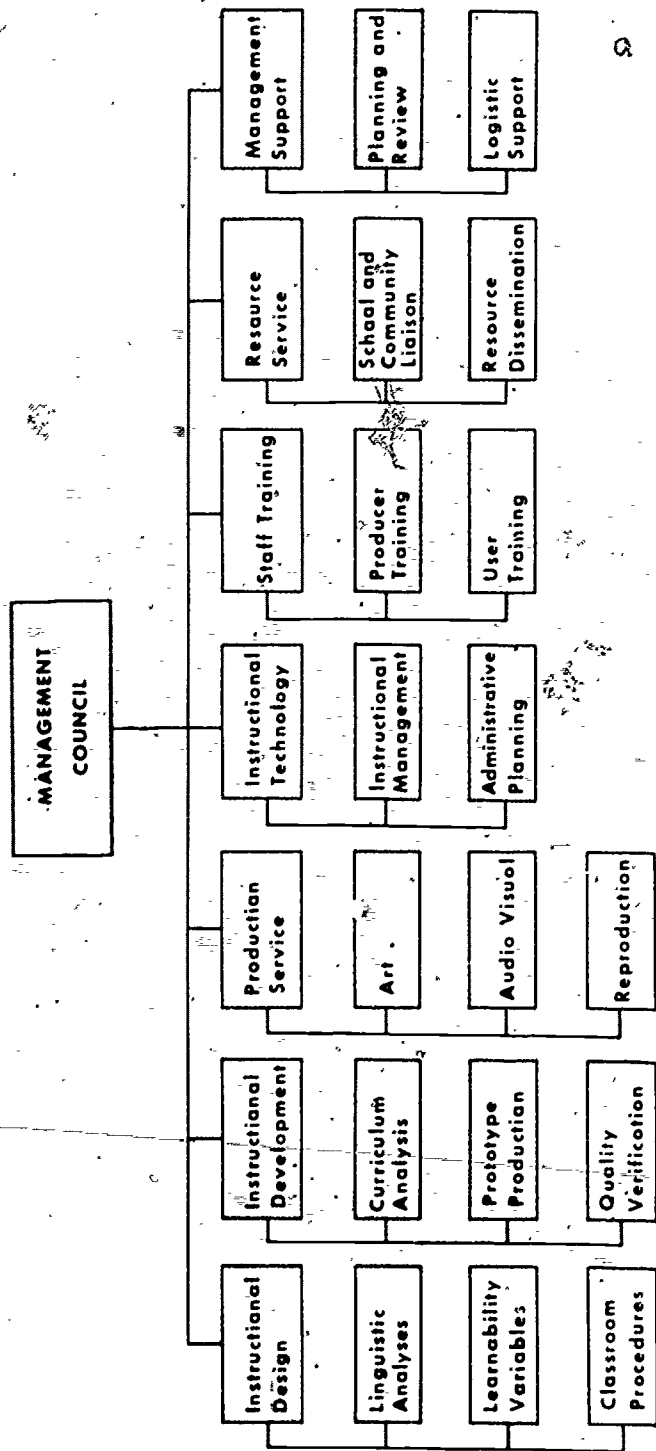 MANAGEMENT
COUNCIL
Instructional
Design
Linguistic
Analyses
Learnability
Variables
Classroom
Procedures
Instructional
Development
Curriculum
Analysis
Prototype
Production
Quality
Verification
Production
Service
Art
Audio Visual
Reproduction
Instructional
Technology
Instructional
Management
Administrative
Planning
Staff Training
Producer
Training
User
Training
Resource
Service
School and
Community
Liaison
Resource
Dissemination
Management
Support
Planning and
Review
Logistic
Support